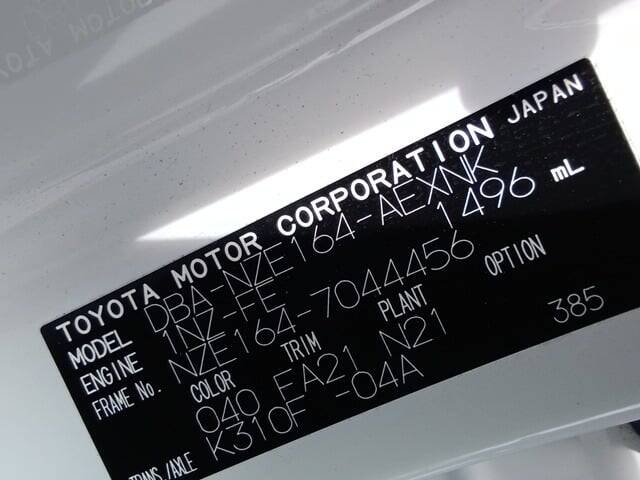 TOYOTA MOTOR CORPORATION JAPAN
MODEL DBA-NZE164-AEXNK
ENGINE 1NZ-FE 1496 mL
FRAME No. NZE164-7044456
COLOR TRIM PLANT OPTION
040 FA21 N21 385
TRANS./AXLE K310F -04A